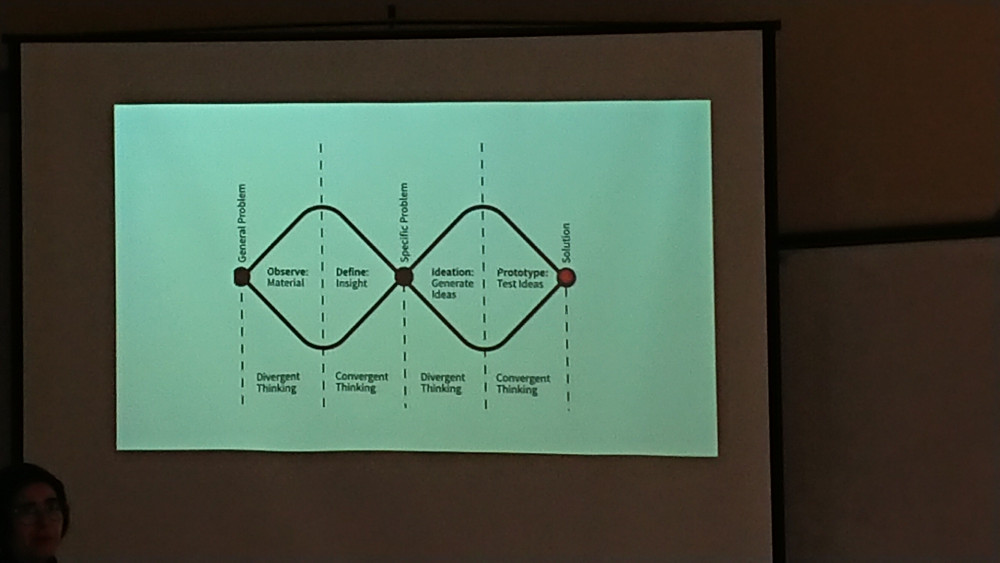 General Problem
Specific Problem
Solution
Observe:
Material
Define:
Insight
Ideation:
Generate
Ideas
Prototype:
Test Ideas
Divergent
Thinking
Convergent
Thinking
Divergent
Thinking
Convergent
Thinking